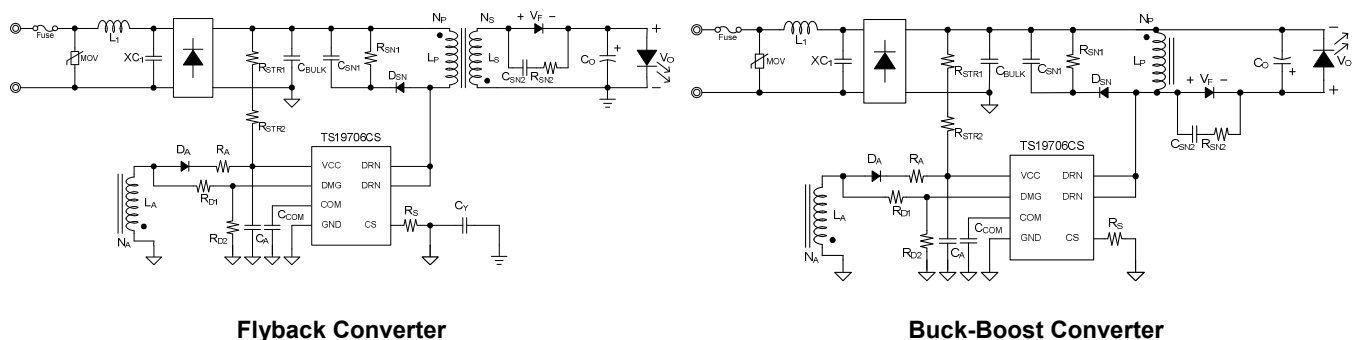 Fuse
MOV
L1
XC1
RSTR1
RSTR2
CBULK
CSN1
RSN1
DSN
NP
LP
NS
LS
+ VF −
CSN2
RSN2
CO
+
+
VO
−
TS19706CS
VCC
DMG
COM
GND
DRN
DRN
CS
DA
RA
RD1
RD2
LA
NA
CA
CCOM
RS
CY
Flyback Converter
Fuse
MOV
L1
XC1
RSTR1
RSTR2
CBULK
CSN1
RSN1
DSN
NP
LP
+ VF −
CSN2
RSN2
CO
+
−
VO
+
TS19706CS
VCC
DMG
COM
GND
DRN
DRN
CS
DA
RA
RD1
RD2
LA
NA
CA
CCOM
RS
Buck-Boost Converter